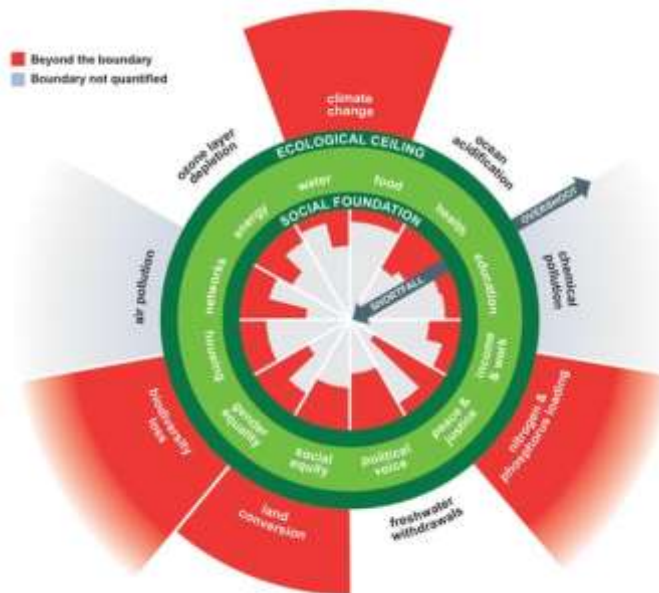 Beyond the boundary
Boundary not quantified
climate
change
ozone layer
depletion
ocean
acidification
ECOLOGICAL CEILING
water
food
energy
health
SOCIAL FOUNDATION
OVERSHOOT
SHORTFALL
networks
education
air pollution
chemical
pollution
housing
income
& work
gender
equality
peace &
justice
social
equity
political
voice
biodiversity
loss
nitrogen &
phosphorus loading
land
conversion
freshwater
withdrawals